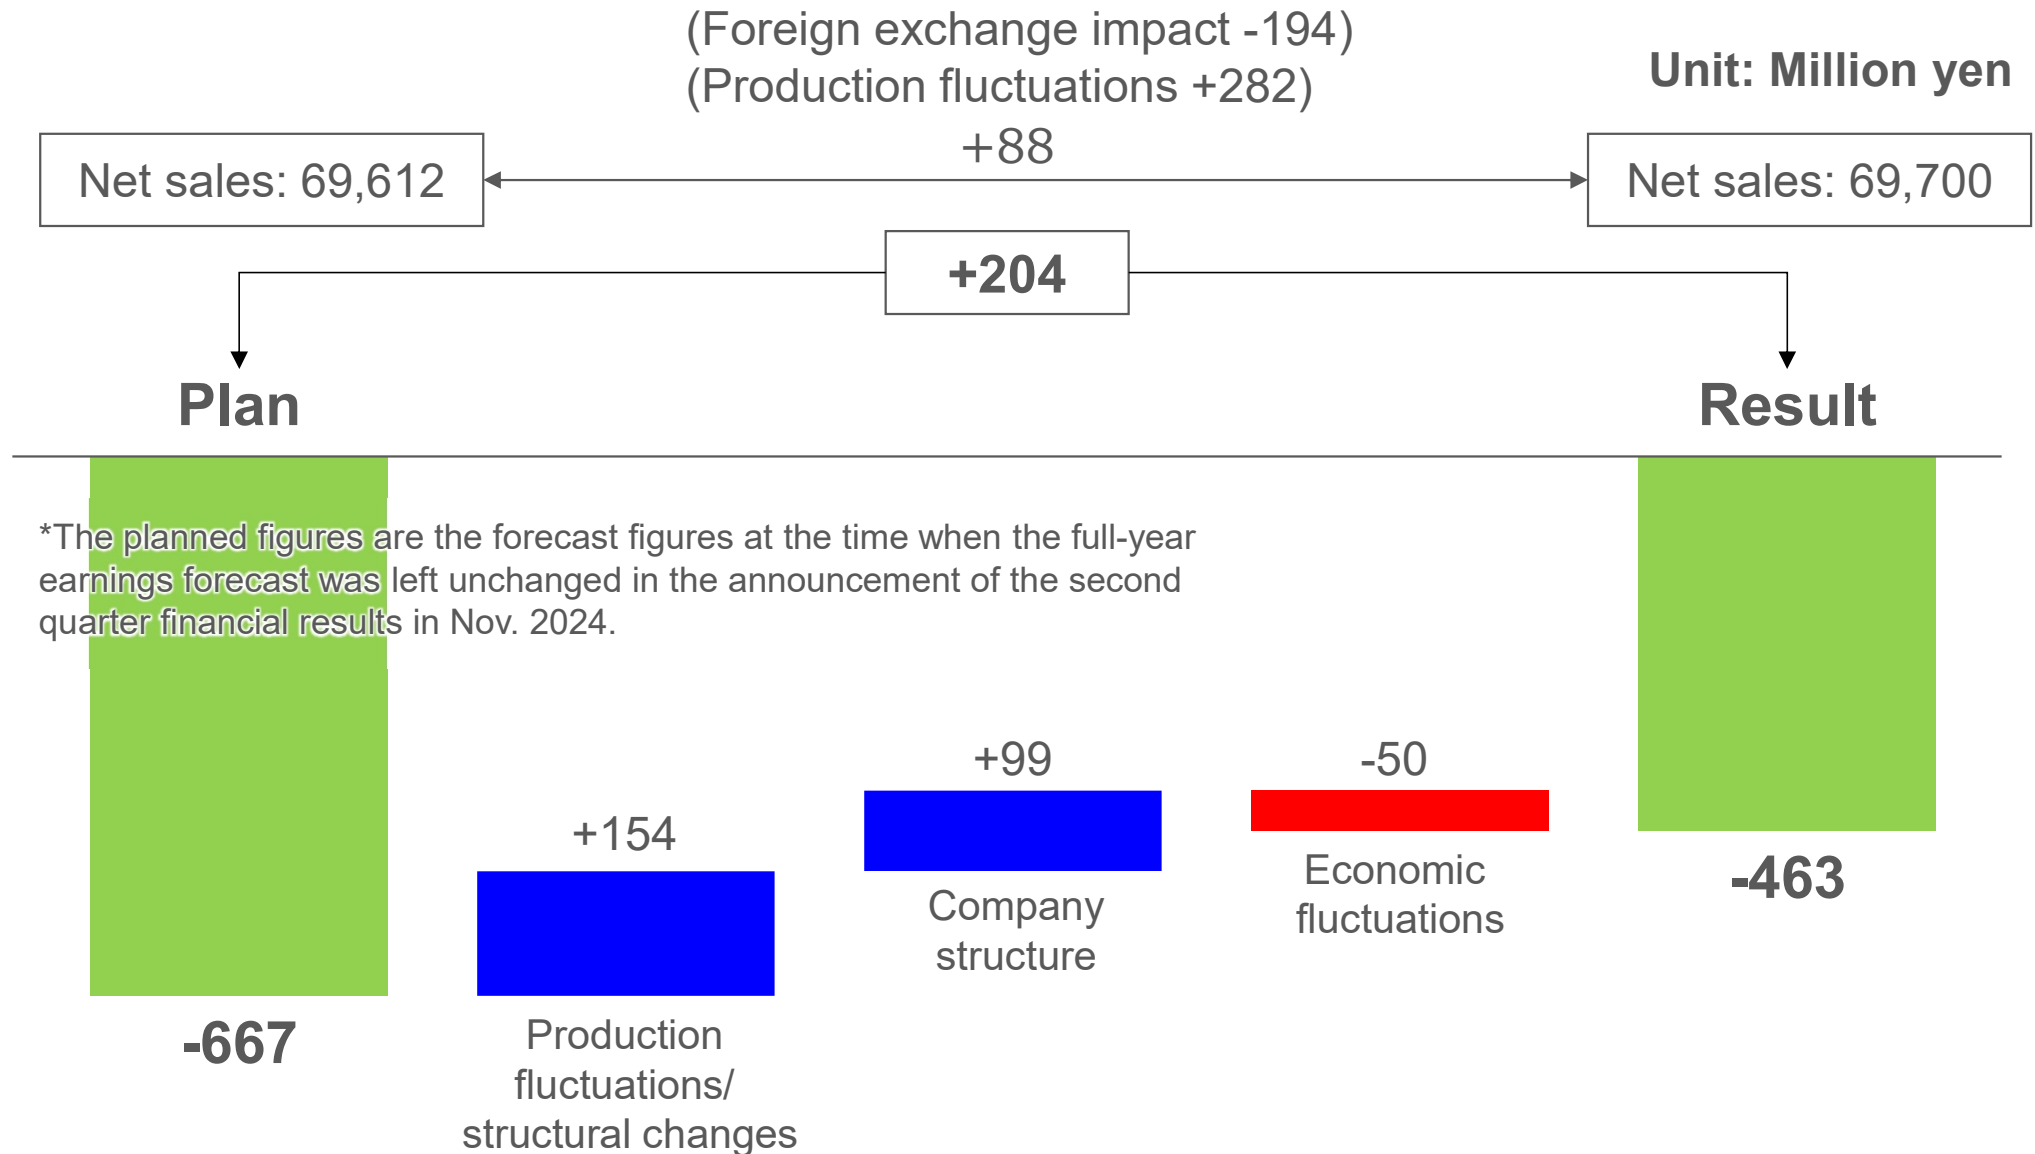 (Foreign exchange impact -194)
(Production fluctuations +282)
Unit: Million yen
+88
Net sales: 69,612
Net sales: 69,700
+204
Plan
Result
*The planned figures are the forecast figures at the time when the full-year
earnings forecast was left unchanged in the announcement of the second
quarter financial results in Nov. 2024.
-667
+154
Production
fluctuations/
structural changes
+99
Company
structure
-50
Economic
fluctuations
-463